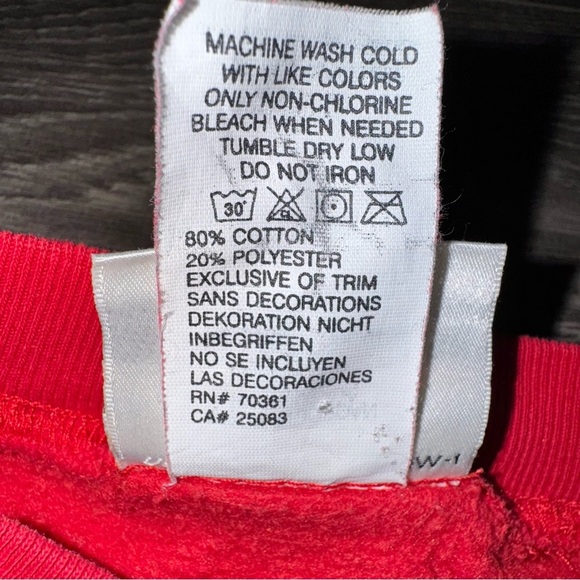 MACHINE WASH COLD
WITH LIKE COLORS
ONLY NON-CHLORINE
BLEACH WHEN NEEDED
TUMBLE DRY LOW
DO NOT IRON
30°
80% COTTON
20% POLYESTER
EXCLUSIVE OF TRIM
SANS DECORATIONS
DEKORATION NICHT
INBEGRIFFEN
NO SE INCLUYEN
LAS DECORACIONES
RN# 70361
CA# 25083